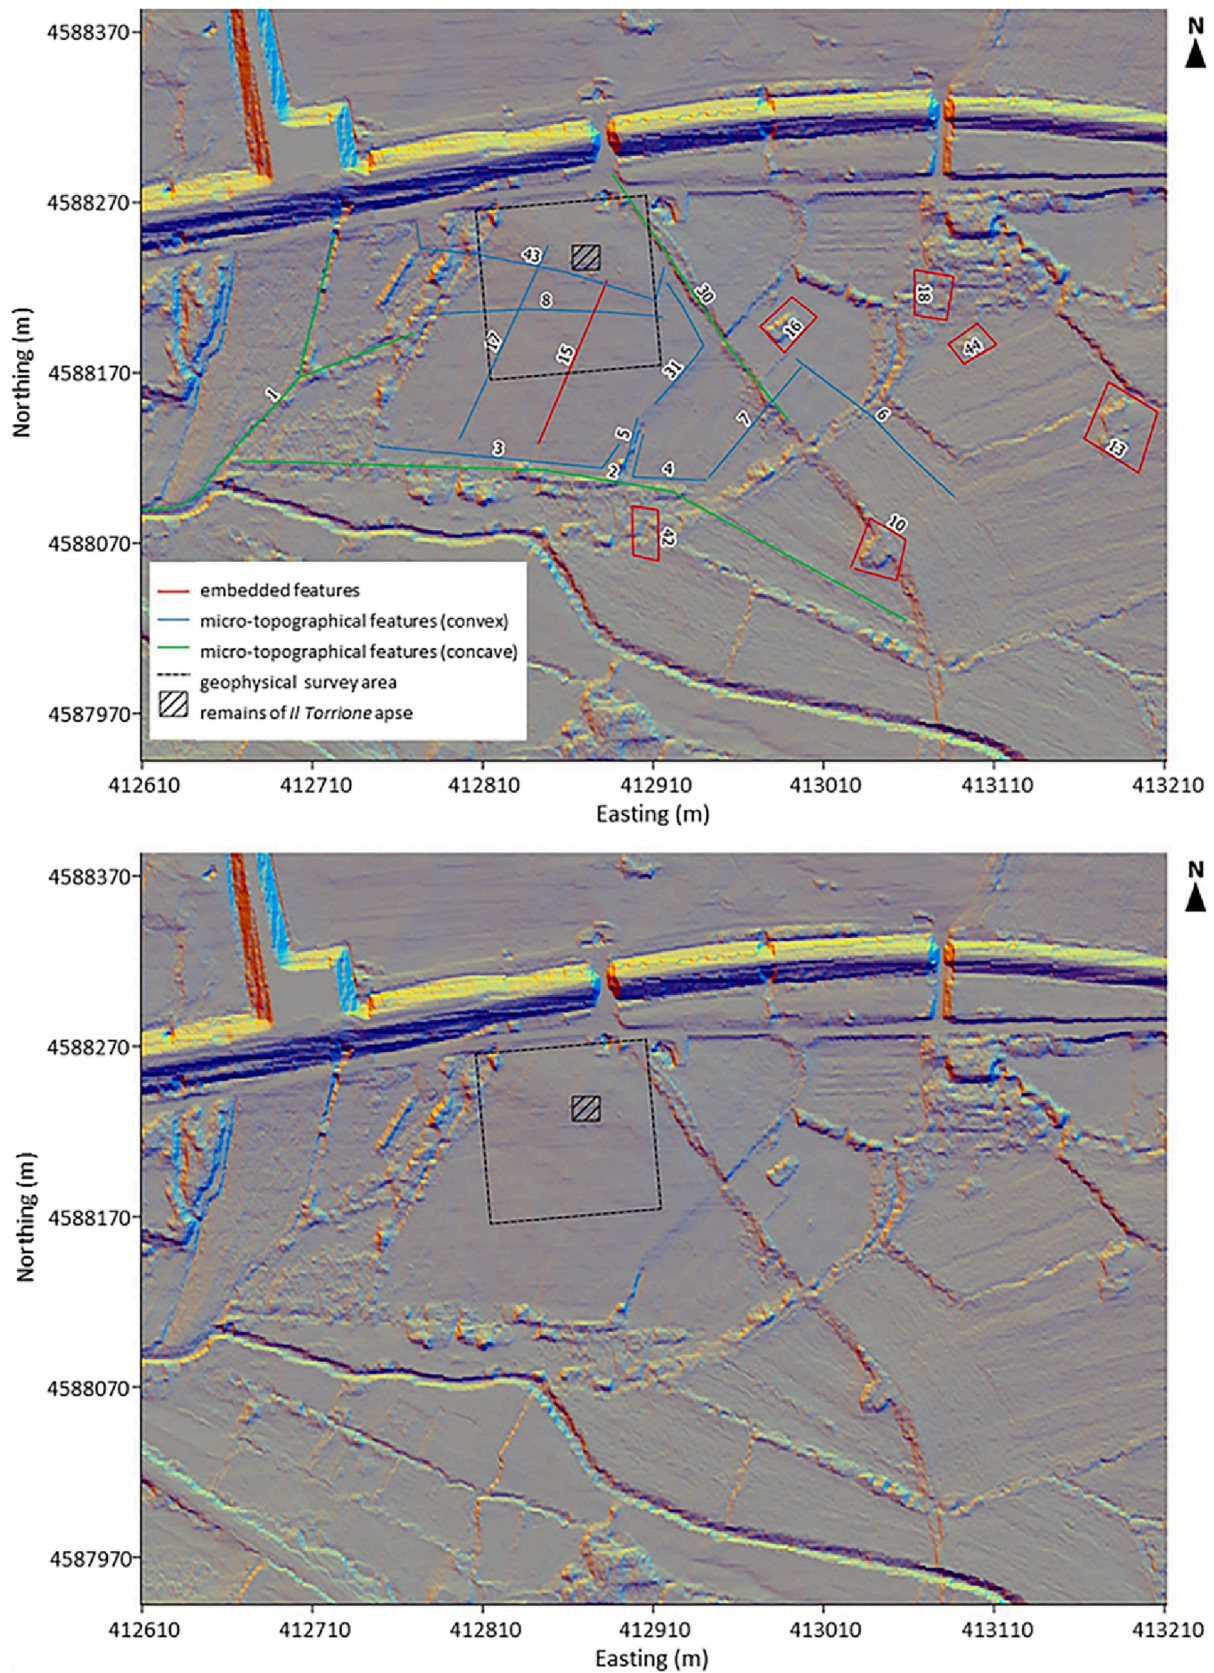 4588370
N
4588270
43
18
8
30
16
17
15
44
4588170
31
1
7
6
5
3
13
2
4
10
42
4588070
embedded features
micro-topographical features (convex)
micro-topographical features (concave)
geophysical survey area
remains of Il Torrione apse
4587970
Northing (m)
412610 412710 412810 412910 413010 413110 413210
Easting (m)
4588370
N
4588270
4588170
4588070
4587970
Northing (m)
412610 412710 412810 412910 413010 413110 413210
Easting (m)